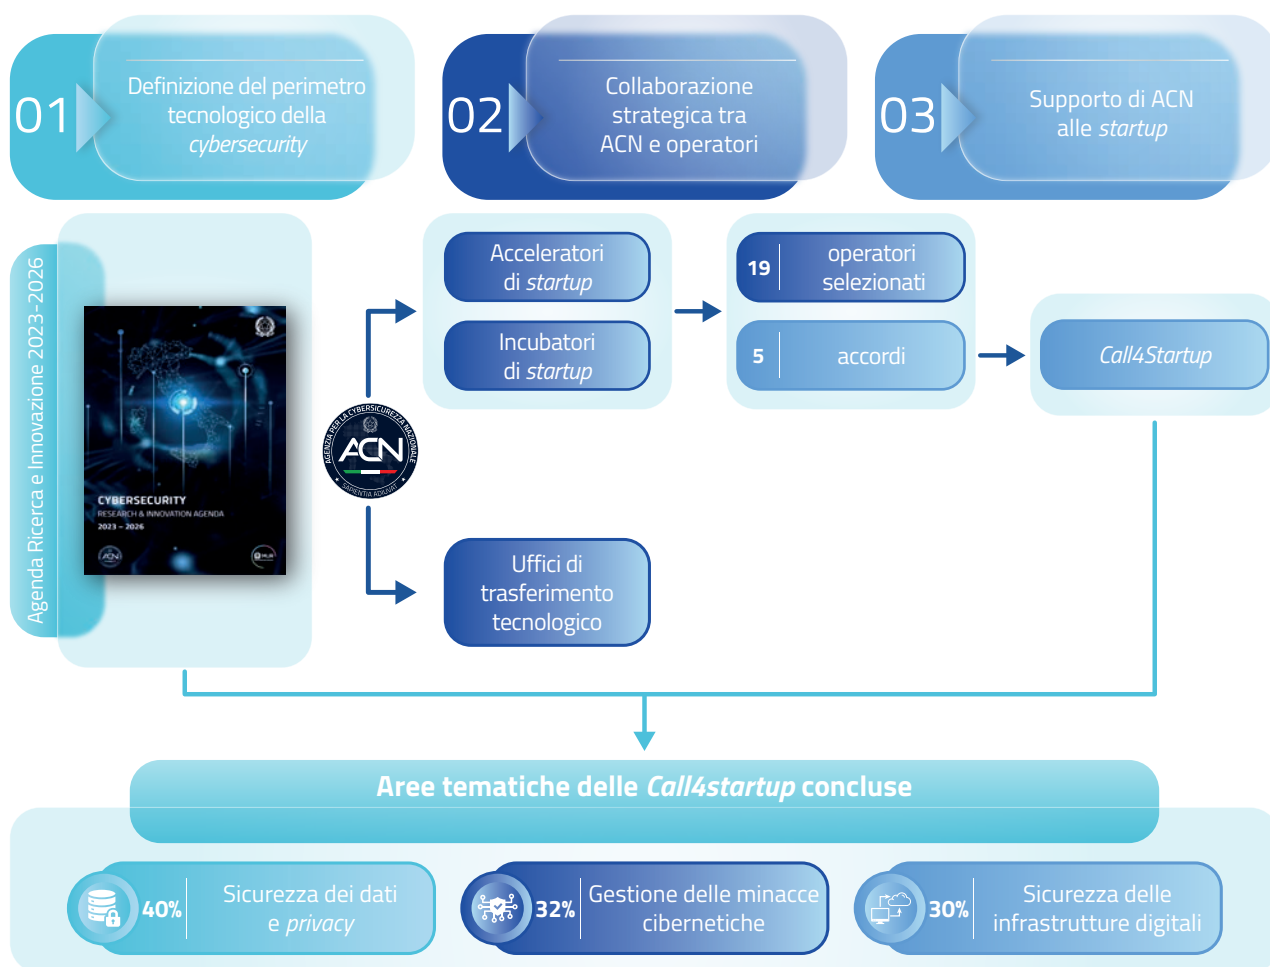 01
Definizione del perimetro
tecnologico della
cybersecurity
02
Collaborazione
strategica tra
ACN e operatori
03
Supporto di ACN
alle startup
Agenda Ricerca e Innovazione 2023-2026
CYBERSECURITY
RESEARCH & INNOVATION AGENDA
2023 – 2026
ACN
AGENZIA PER LA CYBERSICUREZZA NAZIONALE
ACN
SAPIENTIA ADIUVAT
Acceleratori
di startup
Incubatori
di startup
19
operatori
selezionati
5
accordi
Call4Startup
Uffici di
trasferimento
tecnologico
Aree tematiche delle Call4startup concluse
40%
Sicurezza dei dati
e privacy
32%
Gestione delle minacce
cibernetiche
30%
Sicurezza delle
infrastrutture digitali